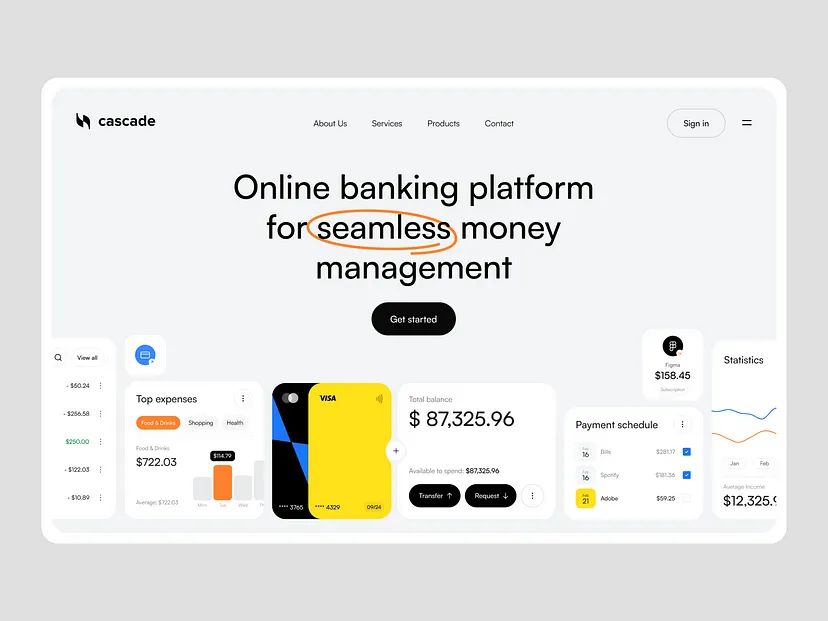 cascade
About Us
Services
Products
Contact
Sign in
Online banking platform
for seamless money
management
Get started
View all
- $50.24
- $256.58
$250.00
- $122.03
- $10.89
Top expenses
Food & Drinks
Shopping
Health
Food & Drinks
$722.03
$114.79
Average: $722.03
Mon
Tue
Wed
VISA
**** 3765
**** 4329
09/24
Total balance
$ 87,325.96
Available to spend: $87,325.96
Transfer ↑
Request ↓
Figma
$158.45
Subscription
Payment schedule
Feb
16
Bills
$281.17
Feb
16
Spotify
$181.36
Feb
21
Adobe
$59.25
Statistics
Jan
Feb
Average Income
$12,325.9